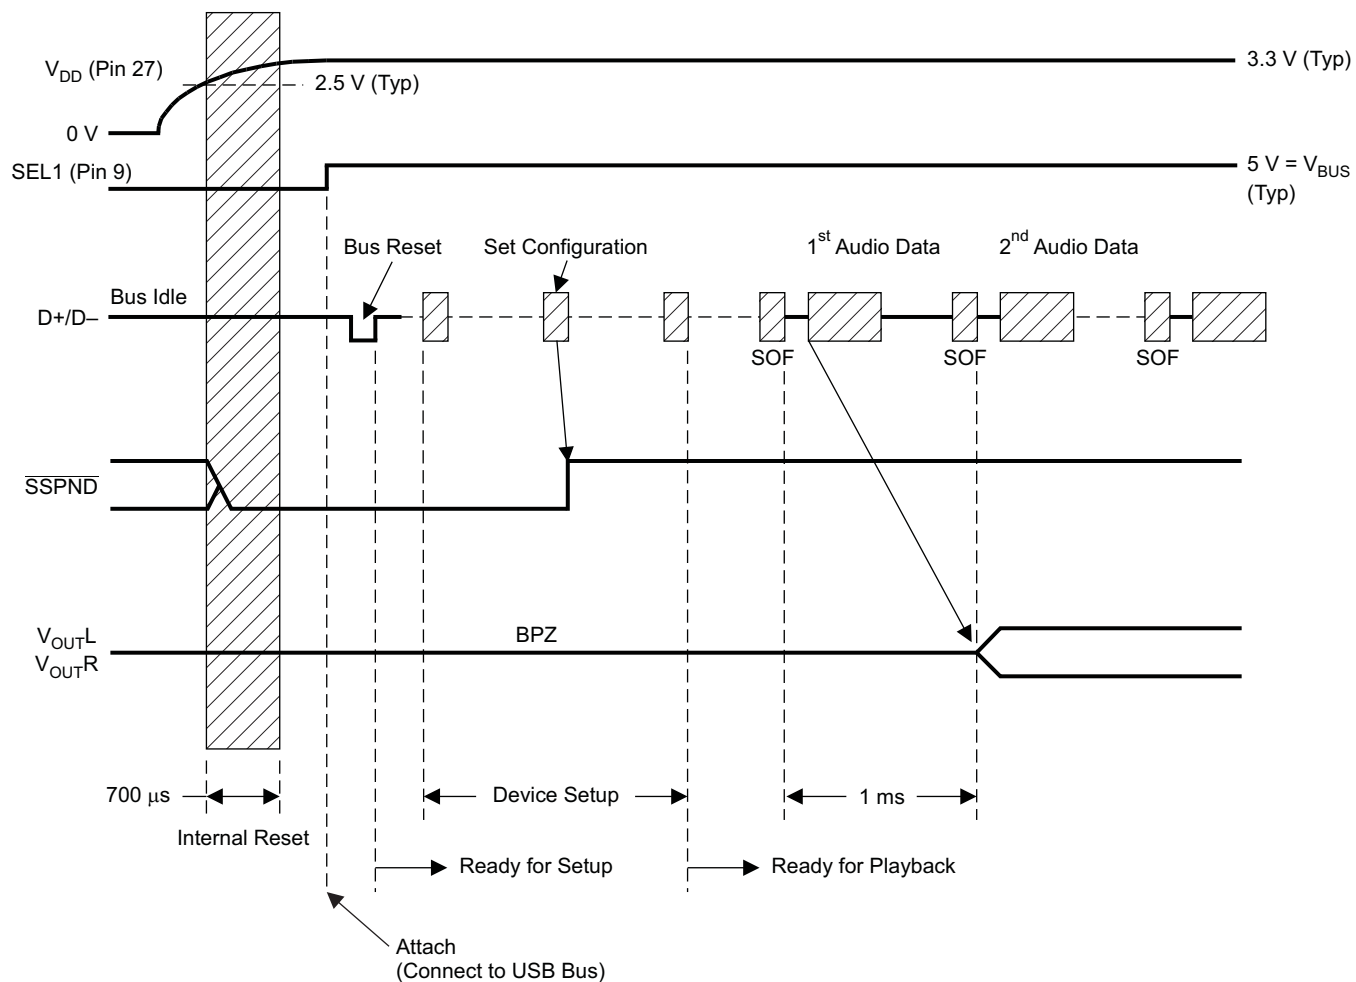 V_DD (Pin 27)
3.3 V (Typ)
2.5 V (Typ)
0 V
SEL1 (Pin 9)
5 V = V_BUS
(Typ)
Bus Reset
Set Configuration
1st Audio Data
2nd Audio Data
Bus Idle
D+/D–
SOF
SOF
SOF
SSPND
BPZ
V_OUTL
V_OUTR
700 μs
Device Setup
1 ms
Internal Reset
Ready for Setup
Ready for Playback
Attach
(Connect to USB Bus)